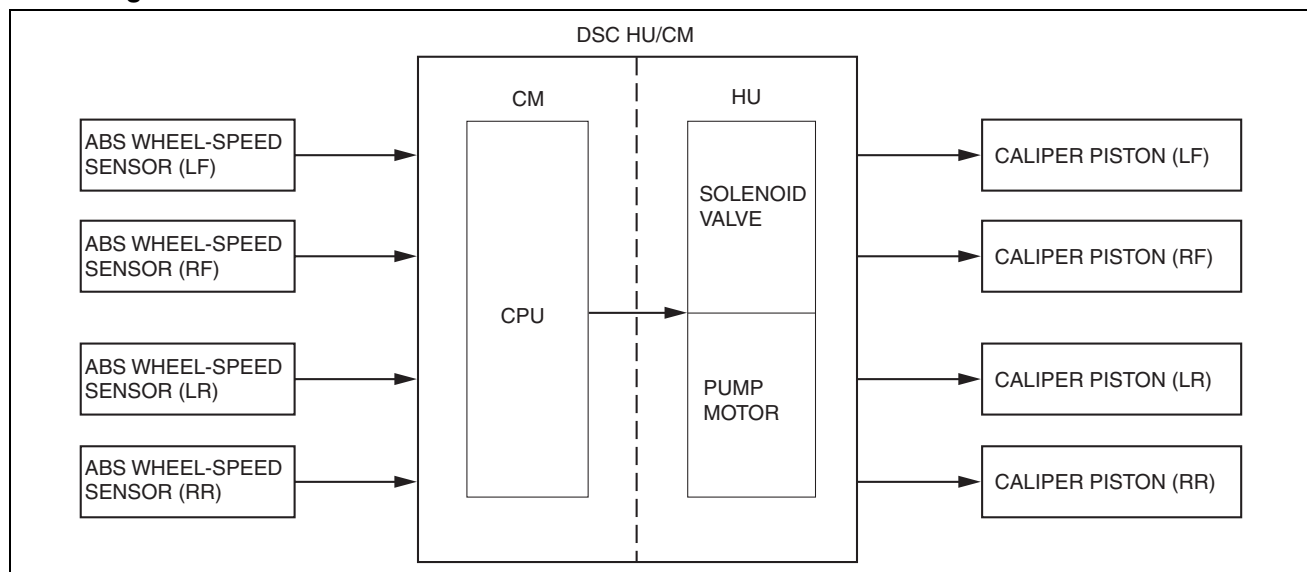 DSC HU/CM
CM
HU
ABS WHEEL-SPEED
SENSOR (LF)
ABS WHEEL-SPEED
SENSOR (RF)
ABS WHEEL-SPEED
SENSOR (LR)
ABS WHEEL-SPEED
SENSOR (RR)
CPU
SOLENOID
VALVE
PUMP
MOTOR
CALIPER PISTON (LF)
CALIPER PISTON (RF)
CALIPER PISTON (LR)
CALIPER PISTON (RR)